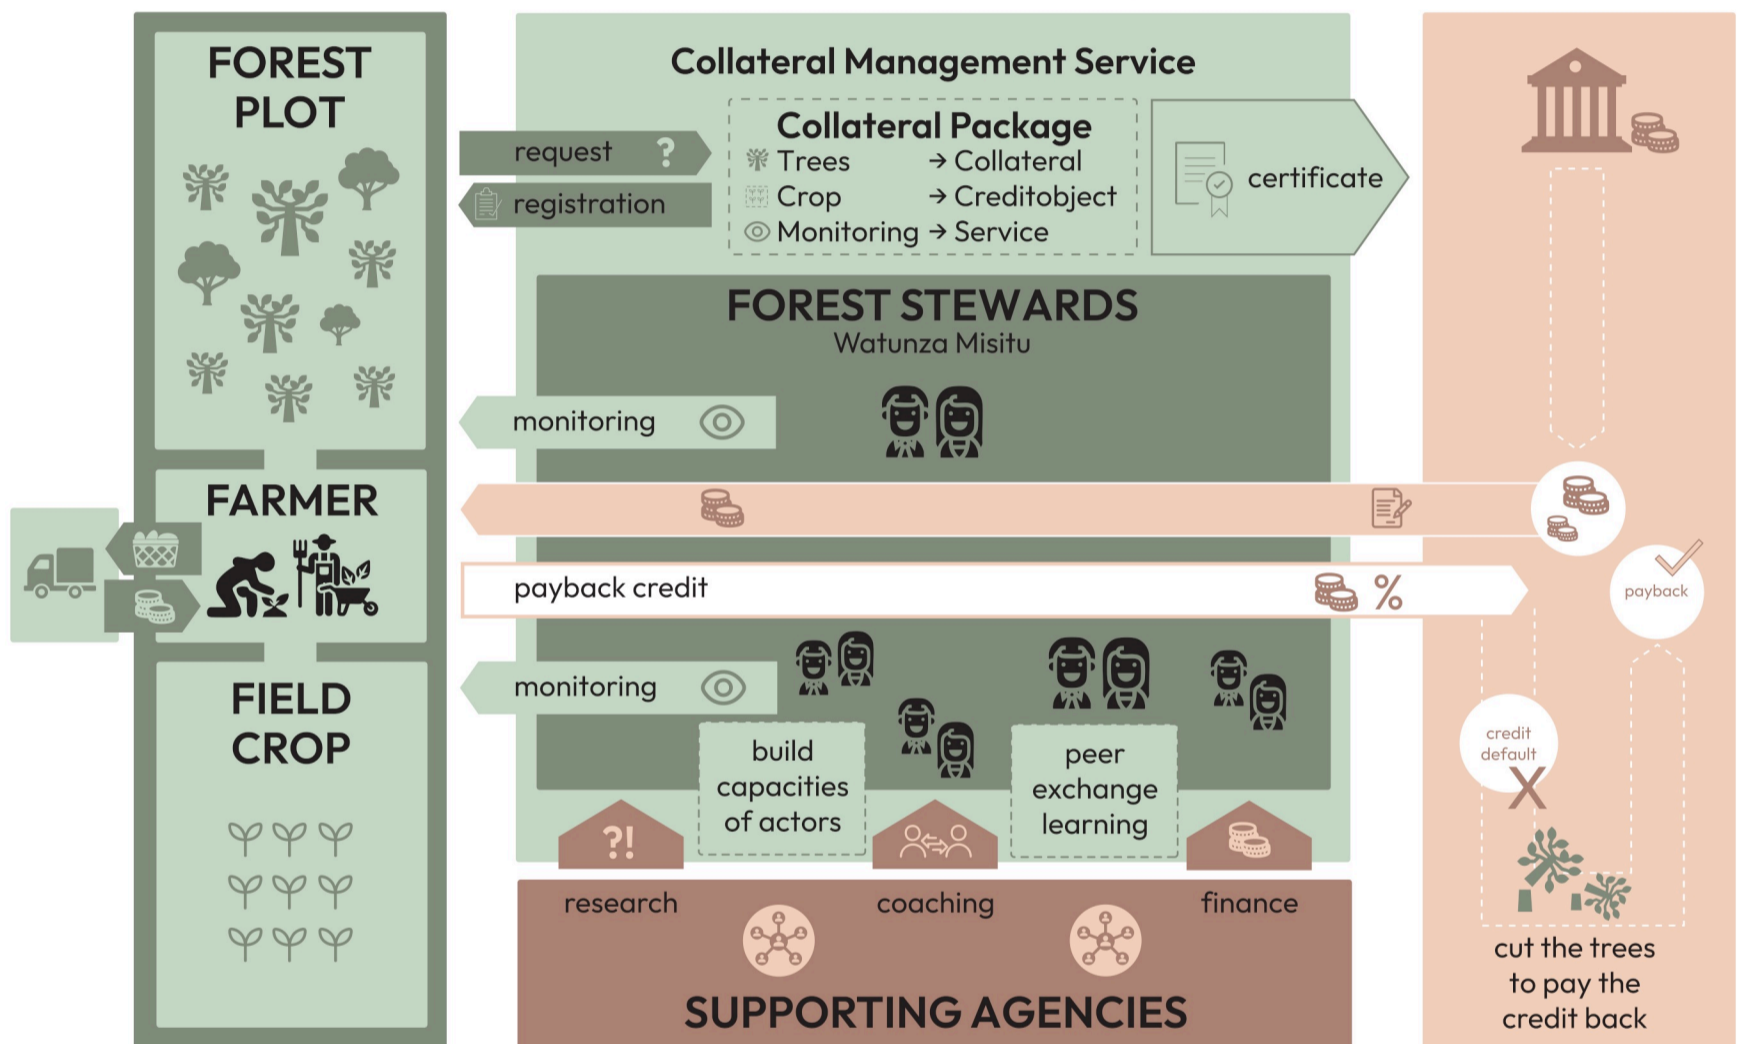 FOREST
PLOT
FARMER
FIELD
CROP
Collateral Management Service
request ?
registration
Collateral Package
Trees → Collateral
Crop → Creditobject
Monitoring → Service
certificate
FOREST STEWARDS
Watunza Misitu
monitoring
payback credit %
monitoring
build
capacities
of actors
peer
exchange
learning
?!
research
coaching
finance
SUPPORTING AGENCIES
payback
credit
default
X
cut the trees
to pay the
credit back